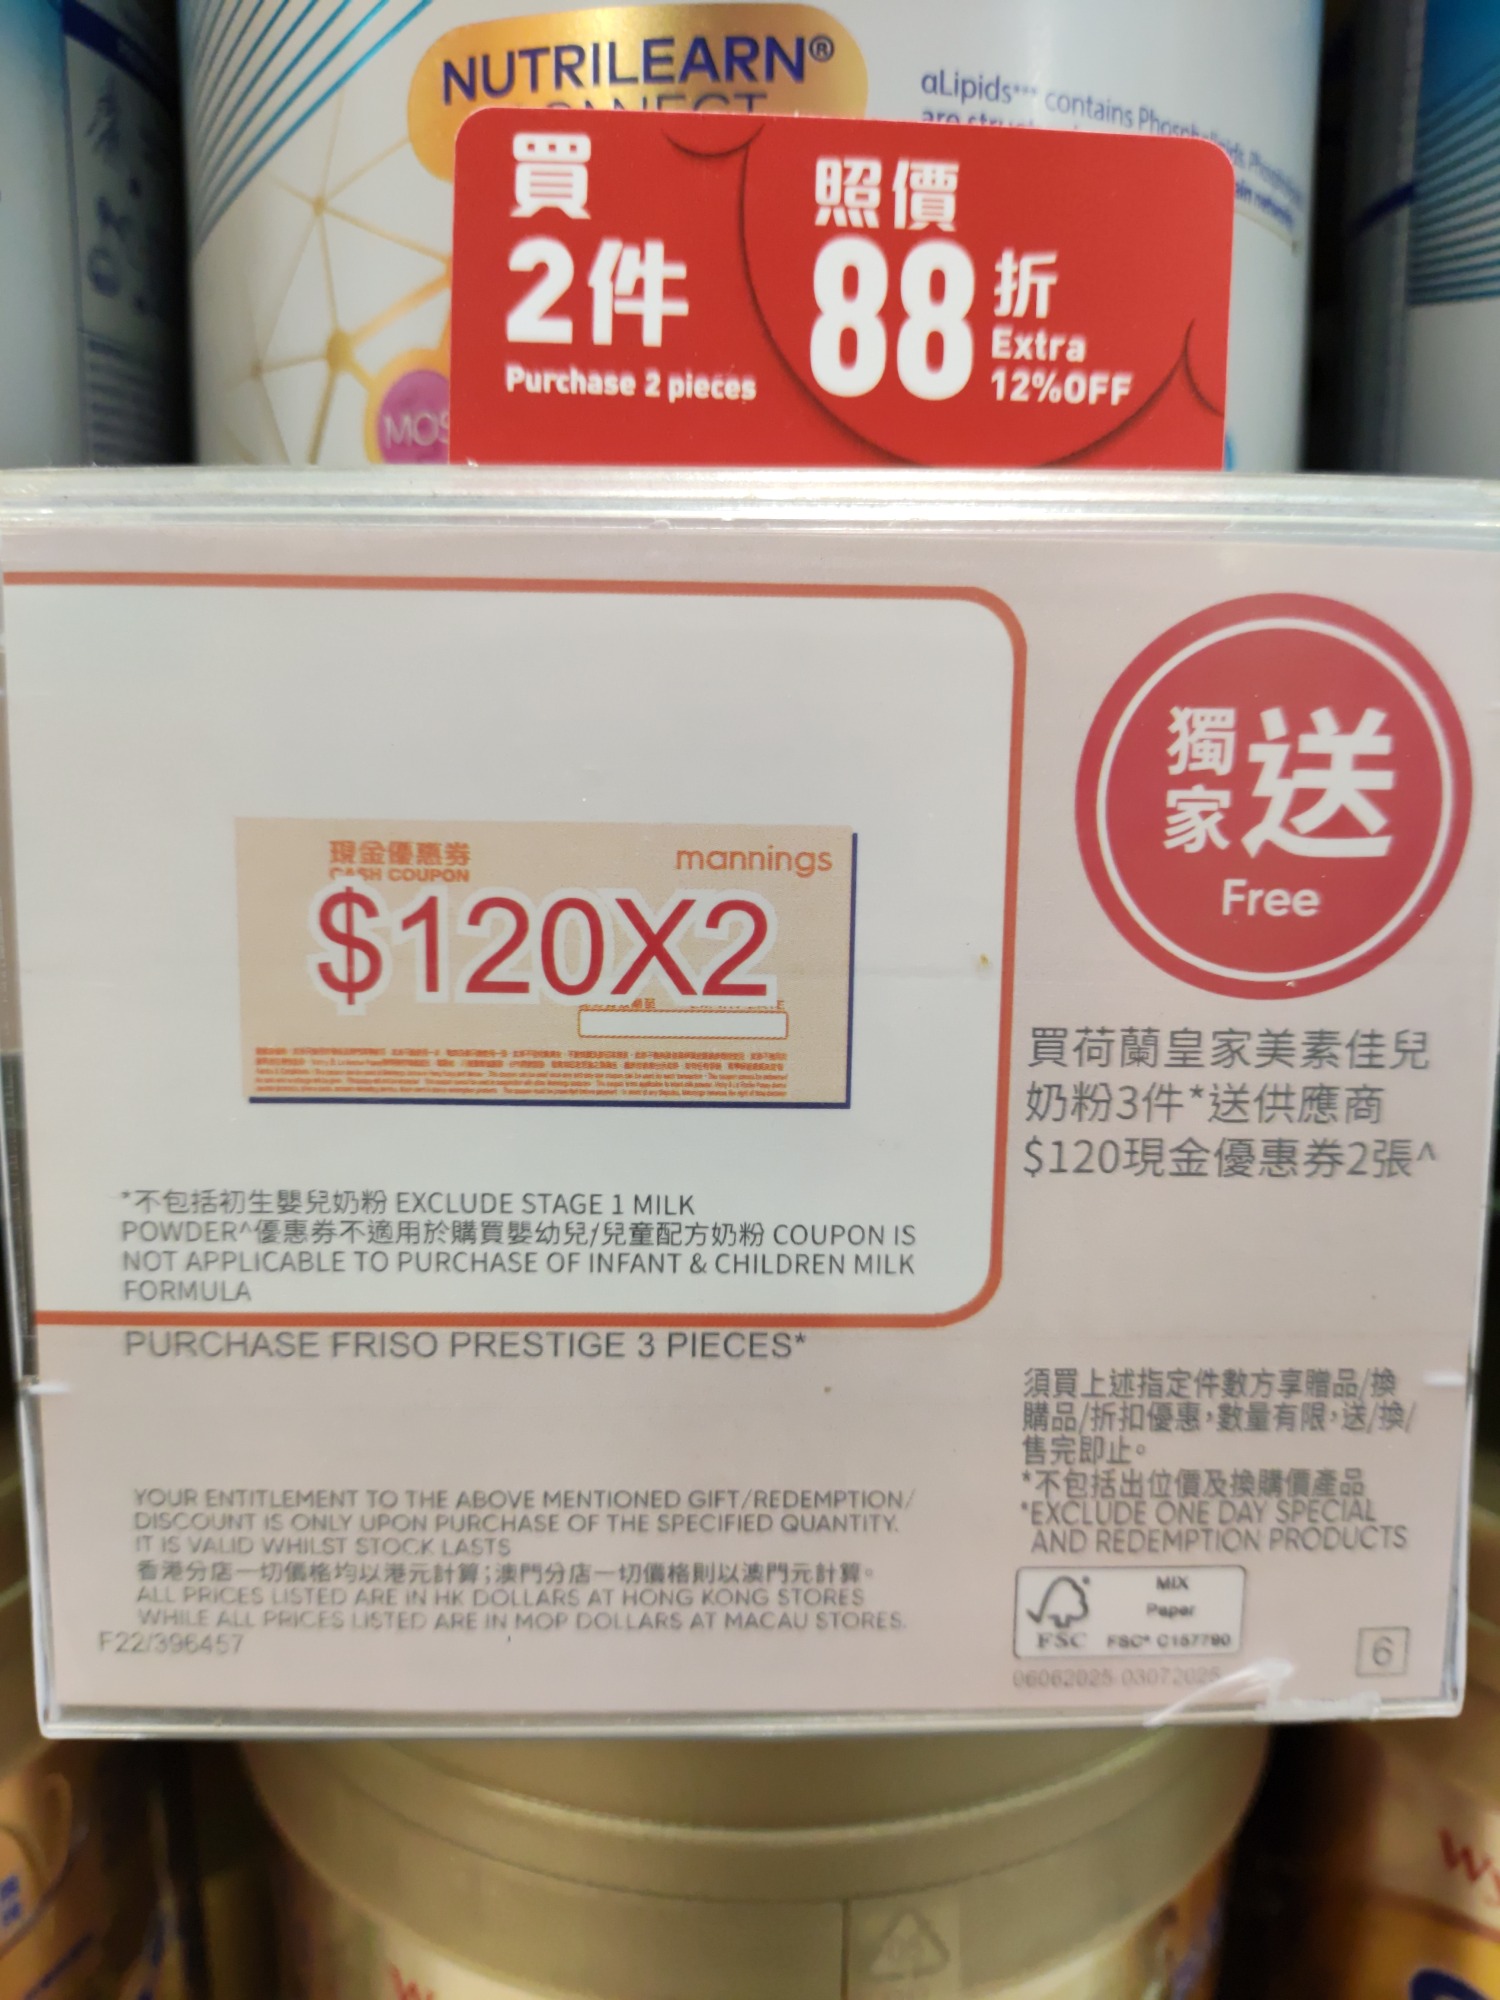 NUTRILEARN®
CONNECT
αLipids*** contains Phospholipids
MOS
買
2件
Purchase 2 pieces
照價
88折
Extra
12%OFF
獨家送
Free
現金優惠券
CASH COUPON
mannings
$120X2
買荷蘭皇家美素佳兒
奶粉3件*送供應商
$120現金優惠券2張^
*不包括初生嬰兒奶粉 EXCLUDE STAGE 1 MILK
POWDER^優惠券不適用於購買嬰幼兒/兒童配方奶粉 COUPON IS
NOT APPLICABLE TO PURCHASE OF INFANT & CHILDREN MILK
FORMULA
PURCHASE FRISO PRESTIGE 3 PIECES*
須買上述指定件數方享贈品/換
購品/折扣優惠，數量有限，送/換/
售完即止。
*不包括出位價及換購價產品
*EXCLUDE ONE DAY SPECIAL
AND REDEMPTION PRODUCTS
YOUR ENTITLEMENT TO THE ABOVE MENTIONED GIFT/REDEMPTION/
DISCOUNT IS ONLY UPON PURCHASE OF THE SPECIFIED QUANTITY.
IT IS VALID WHILST STOCK LASTS
香港分店一切價格均以港元計算；澳門分店一切價格則以澳門元計算。
ALL PRICES LISTED ARE IN HK DOLLARS AT HONG KONG STORES
WHILE ALL PRICES LISTED ARE IN MOP DOLLARS AT MACAU STORES.
F22/396457
MIX
Paper
FSC
FSC® C157790
6
06062025-03072025